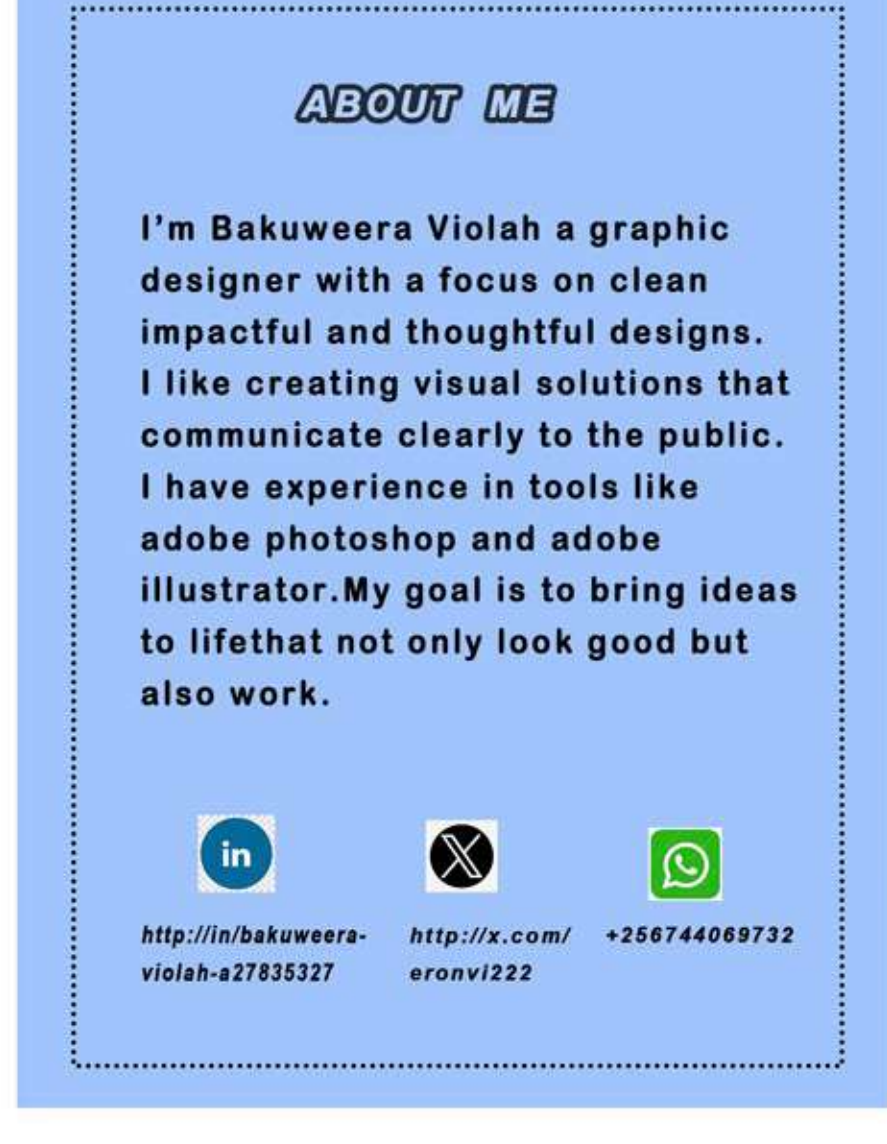 ABOUT ME
I'm Bakuweera Violah a graphic
designer with a focus on clean
impactful and thoughtful designs.
I like creating visual solutions that
communicate clearly to the public.
I have experience in tools like
adobe photoshop and adobe
illustrator.My goal is to bring ideas
to lifethat not only look good but
also work.
in
http://in/bakuweera-
violah-a27835327
http://x.com/
eronvi222
+256744069732